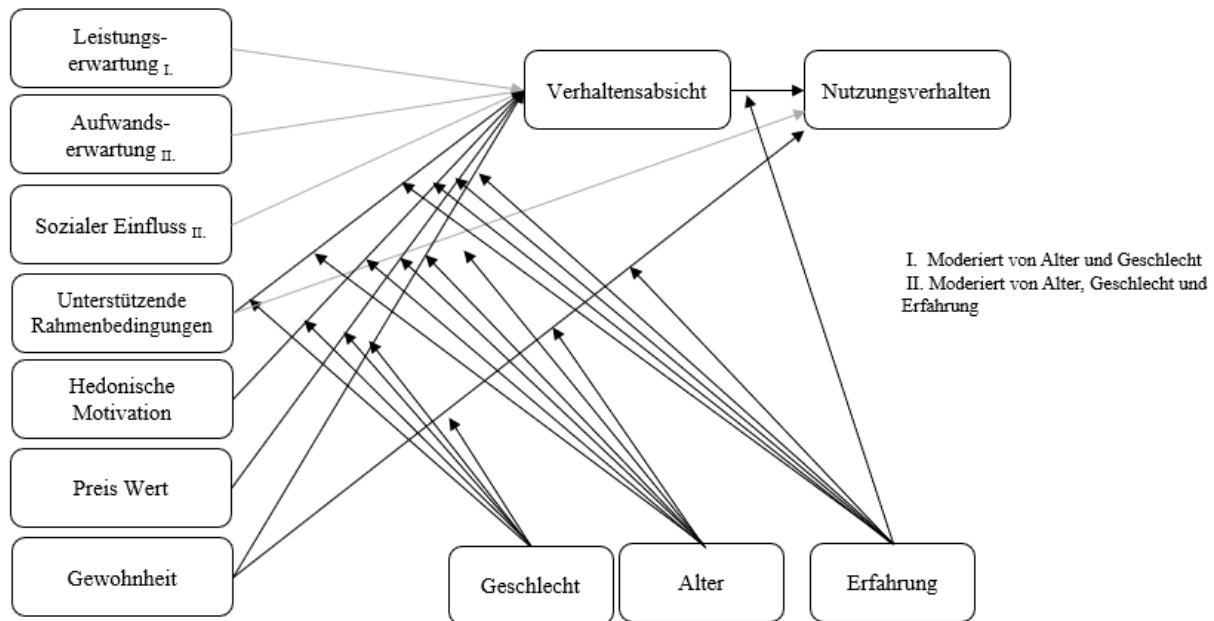 Leistungs-
erwartung I.
Aufwands-
erwartung II.
Sozialer Einfluss II.
Unterstützende
Rahmenbedingungen
Hedonische
Motivation
Preis Wert
Gewohnheit
Verhaltensabsicht
Nutzungsverhalten
I. Moderiert von Alter und Geschlecht
II. Moderiert von Alter, Geschlecht und
Erfahrung
Geschlecht
Alter
Erfahrung